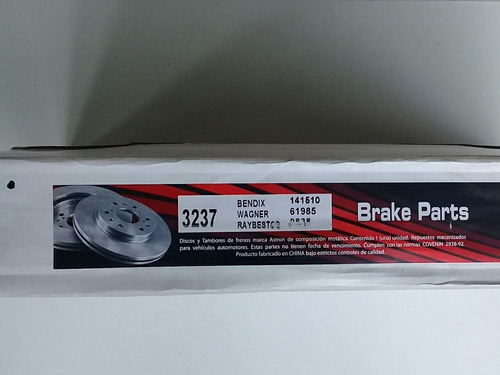 3237
BENDIX 141510
WAGNER 61985
RAYBESTOS
Brake Parts
Discos y Tambores de frenos marca Astron de composición metálica. Contenido 1 (una) unidad. Repuestos mecanizados
para vehículos automotores. Estas partes no tienen fecha de vencimiento. Cumplen con las normas COVENIN 2938-92.
Producto fabricado en CHINA bajo estrictos controles de calidad.